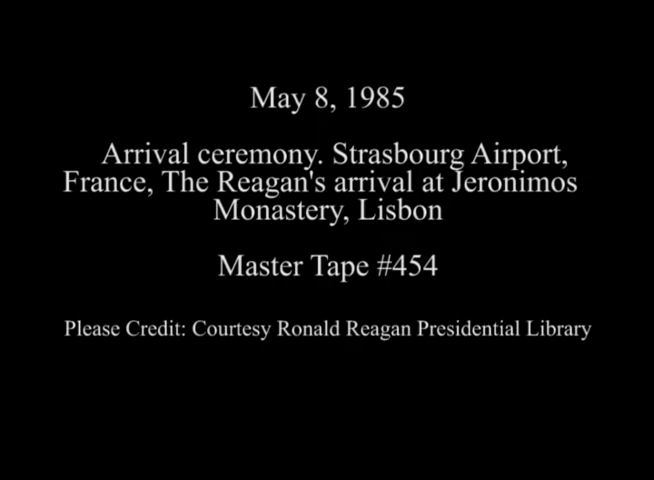 May 8, 1985
Arrival ceremony. Strasbourg Airport,
France, The Reagan's arrival at Jeronimos
Monastery, Lisbon
Master Tape #454
Please Credit: Courtesy Ronald Reagan Presidential Library